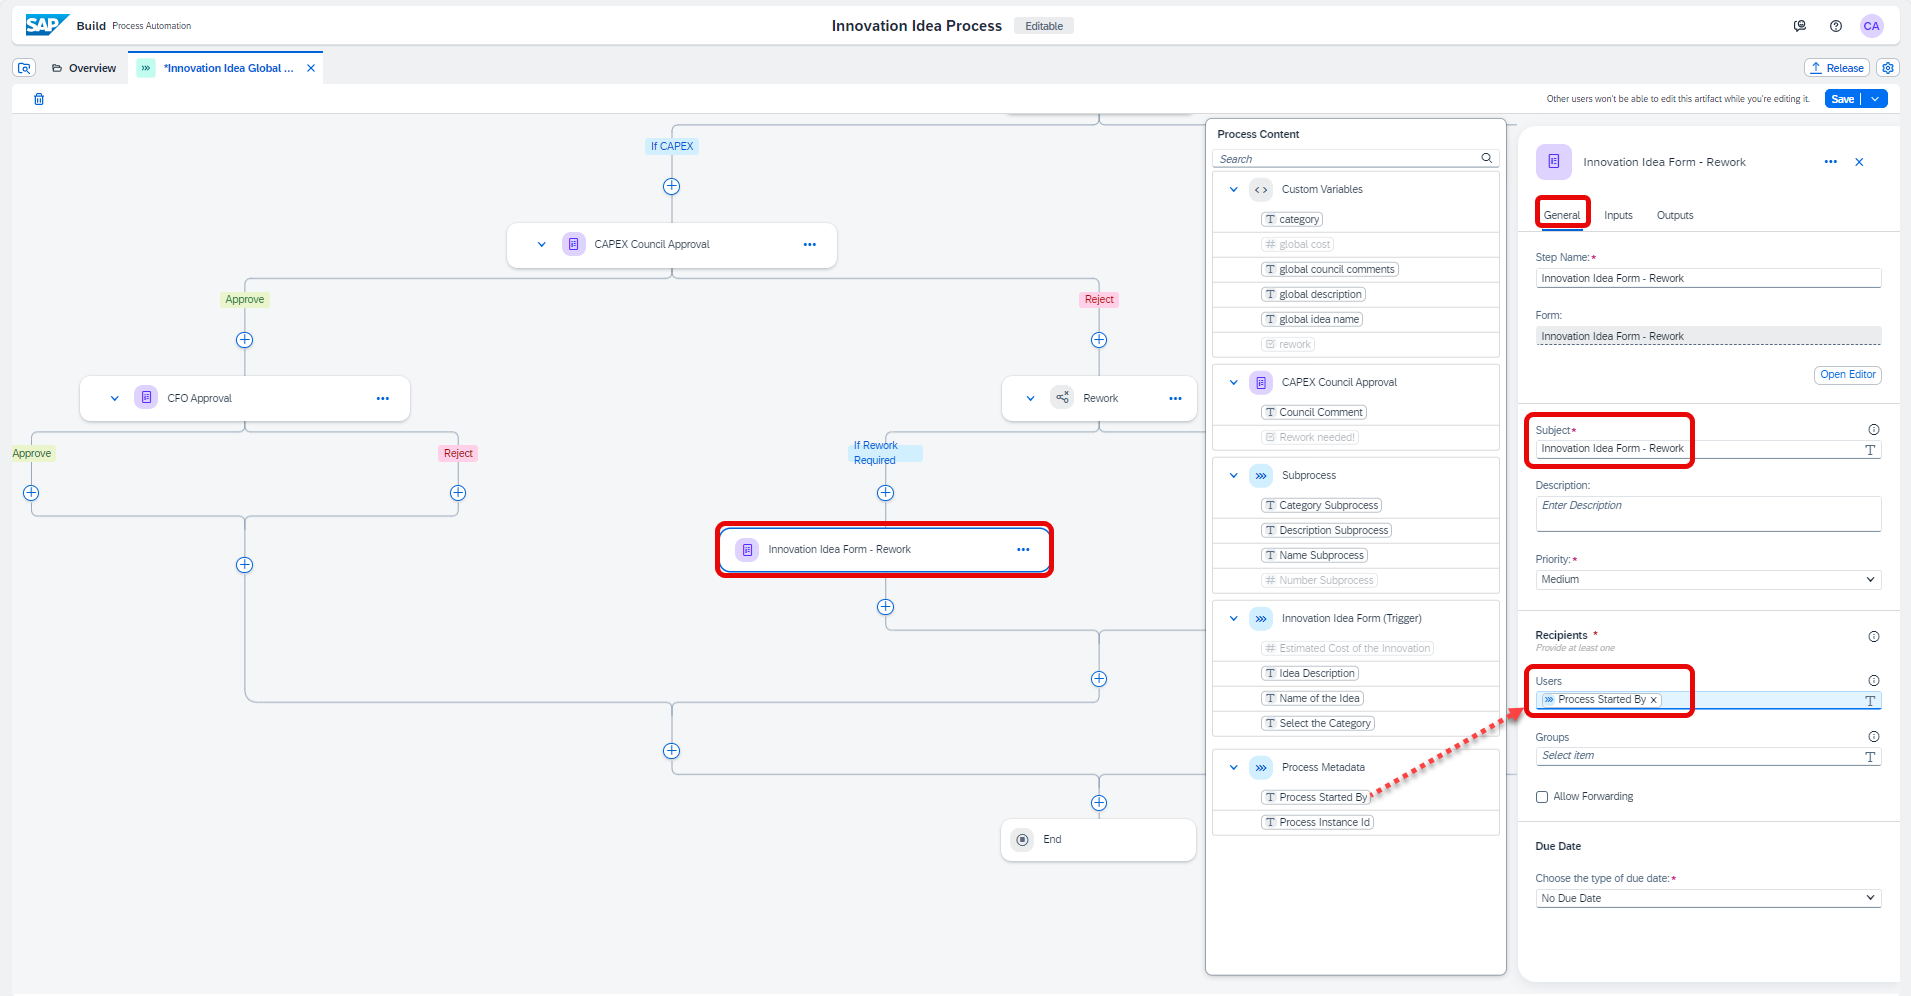 SAP Build Process Automation
Innovation Idea Process Editable
CA
Overview
*Innovation Idea Global ...
Release
Other users won't be able to edit this artifact while you're editing it.
Save
If CAPEX
CAPEX Council Approval
Approve
Reject
CFO Approval
Rework
Approve
Reject
If Rework
Required
Innovation Idea Form - Rework
End
Process Content
Search
Custom Variables
category
global cost
global council comments
global description
global idea name
rework
CAPEX Council Approval
Council Comment
Rework needed!
Subprocess
Category Subprocess
Description Subprocess
Name Subprocess
Number Subprocess
Innovation Idea Form (Trigger)
Estimated Cost of the Innovation
Idea Description
Name of the Idea
Select the Category
Process Metadata
Process Started By
Process Instance Id
Innovation Idea Form - Rework
General Inputs Outputs
Step Name:*
Innovation Idea Form - Rework
Form:
Innovation Idea Form - Rework
Open Editor
Subject*
Innovation Idea Form - Rework
Description:
Enter Description
Priority:*
Medium
Recipients *
Provide at least one
Users
Process Started By
Groups
Select item
Allow Forwarding
Due Date
Choose the type of due date:*
No Due Date